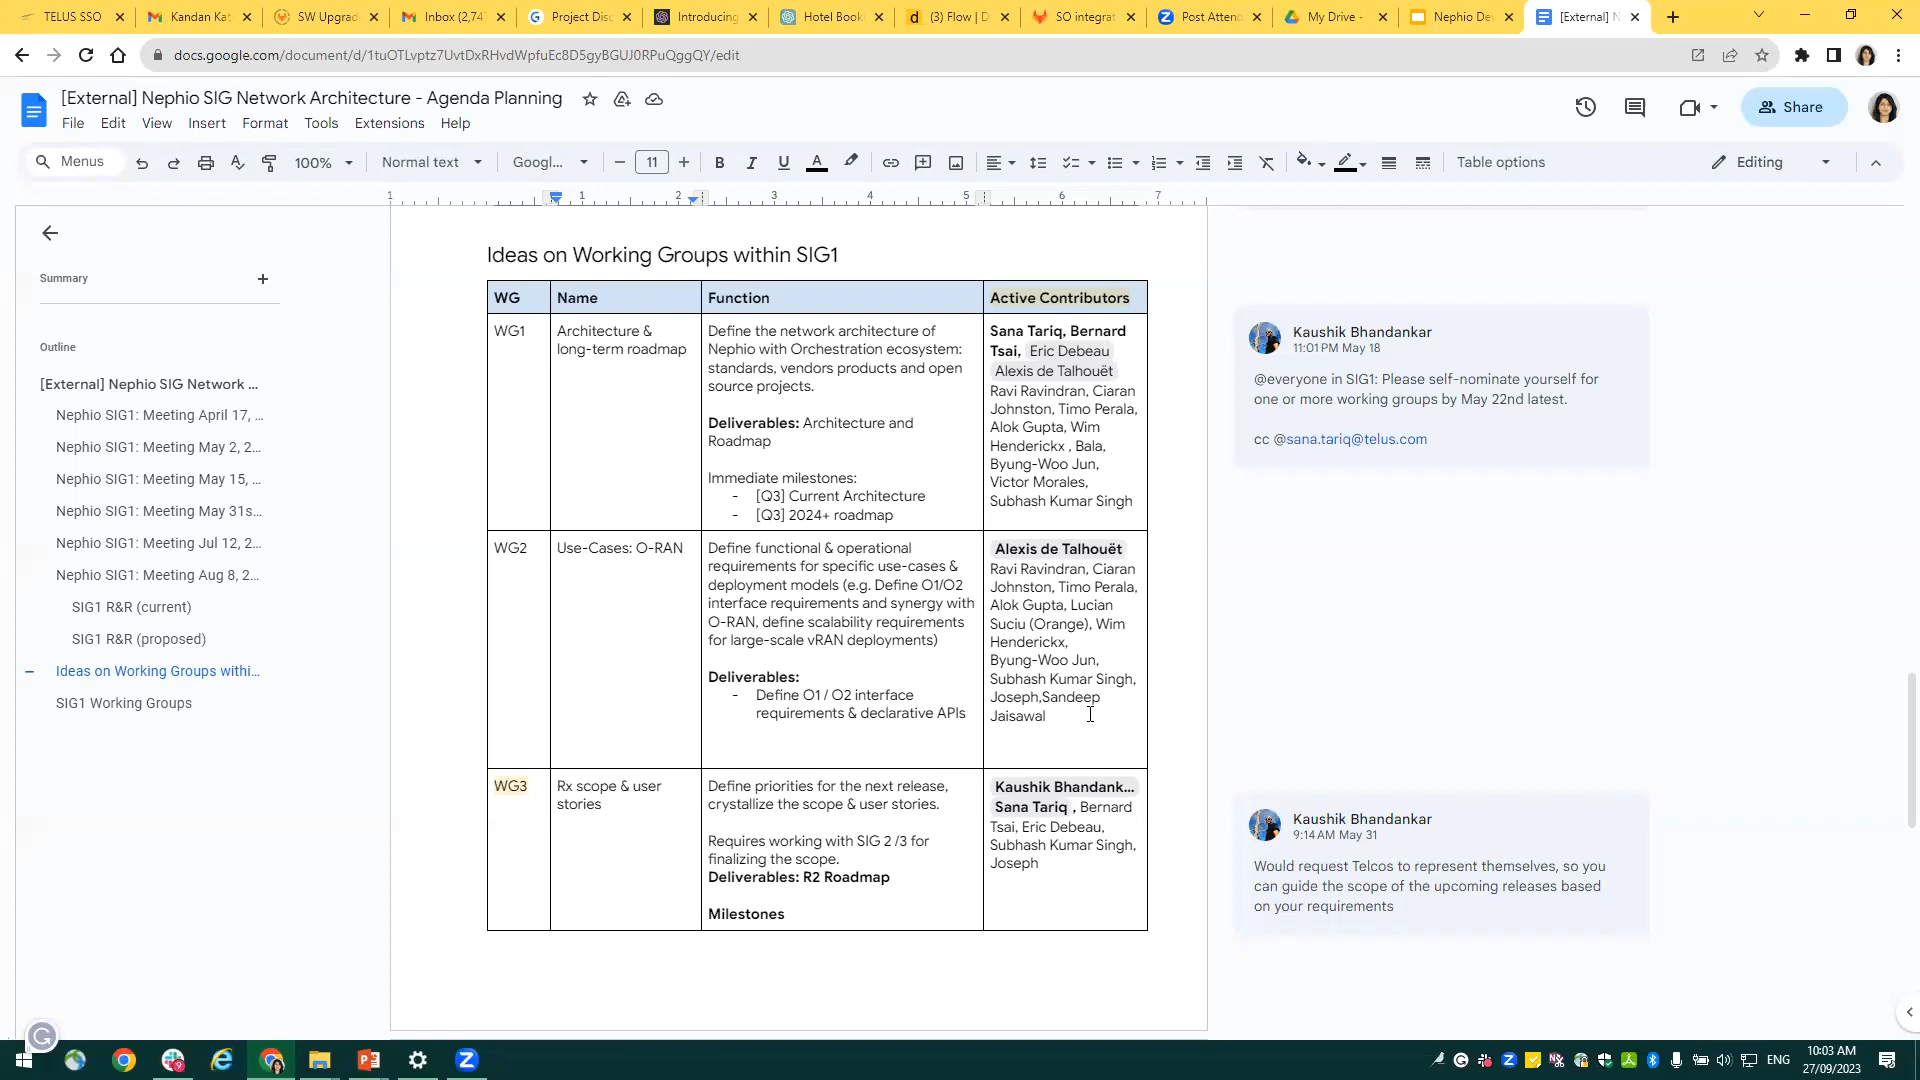 TELUS SSO
Kandan Kat
SW Upgrad
Inbox (2,74
Project Dis
Introducing
Hotel Book
(3) Flow | D
SO integrat
Post Atten
My Drive -
Nephio De
[External] N
docs.google.com/document/d/1tuOTLvptz7UvtDxRHvdWpfuEc8D5gyBGUJ0RPuQggQY/edit
[External] Nephio SIG Network Architecture - Agenda Planning
File Edit View Insert Format Tools Extensions Help
Share
Menus
100%
Normal text
Googl...
11
Table options
Editing
1 1 2 3 4 5 6 7
Summary
Outline
[External] Nephio SIG Network ...
Nephio SIG1: Meeting April 17, ...
Nephio SIG1: Meeting May 2, 2...
Nephio SIG1: Meeting May 15, ...
Nephio SIG1: Meeting May 31s...
Nephio SIG1: Meeting Jul 12, 2...
Nephio SIG1: Meeting Aug 8, 2...
SIG1 R&R (current)
SIG1 R&R (proposed)
Ideas on Working Groups withi...
SIG1 Working Groups
Ideas on Working Groups within SIG1
WG
Name
Function
Active Contributors
WG1
Architecture &
long-term roadmap
Define the network architecture of
Nephio with Orchestration ecosystem:
standards, vendors products and open
source projects.
Deliverables: Architecture and
Roadmap
Immediate milestones:
- [Q3] Current Architecture
- [Q3] 2024+ roadmap
Sana Tariq, Bernard
Tsai, Eric Debeau
Alexis de Talhouët
Ravi Ravindran, Ciaran
Johnston, Timo Perala,
Alok Gupta, Wim
Henderickx , Bala,
Byung-Woo Jun,
Victor Morales,
Subhash Kumar Singh
WG2
Use-Cases: O-RAN
Define functional & operational
requirements for specific use-cases &
deployment models (e.g. Define O1/O2
interface requirements and synergy with
O-RAN, define scalability requirements
for large-scale vRAN deployments)
Deliverables:
- Define O1 / O2 interface
requirements & declarative APIs
Alexis de Talhouët
Ravi Ravindran, Ciaran
Johnston, Timo Perala,
Alok Gupta, Lucian
Suciu (Orange), Wim
Henderickx,
Byung-Woo Jun,
Subhash Kumar Singh,
Joseph,Sandeep
Jaisawal
WG3
Rx scope & user
stories
Define priorities for the next release,
crystallize the scope & user stories.
Requires working with SIG 2 /3 for
finalizing the scope.
Deliverables: R2 Roadmap
Milestones
Kaushik Bhandank...
Sana Tariq , Bernard
Tsai, Eric Debeau,
Subhash Kumar Singh,
Joseph
Kaushik Bhandankar
11:01 PM May 18
@everyone in SIG1: Please self-nominate yourself for
one or more working groups by May 22nd latest.
cc @sana.tariq@telus.com
Kaushik Bhandankar
9:14 AM May 31
Would request Telcos to represent themselves, so you
can guide the scope of the upcoming releases based
on your requirements
ENG
10:03 AM
27/09/2023